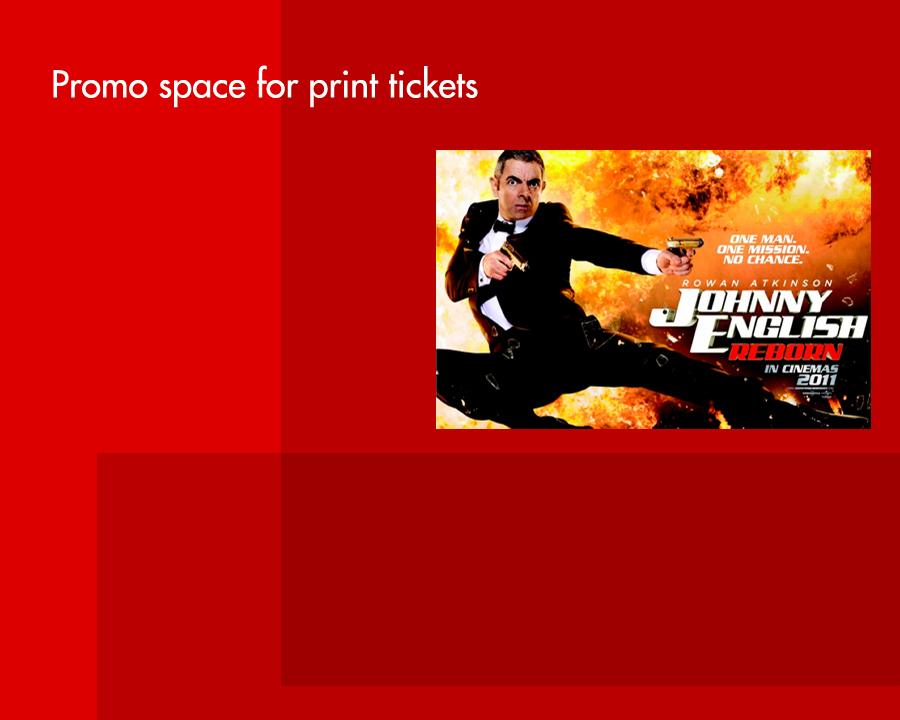 Promo space for print tickets
ONE MAN.
ONE MISSION.
NO CHANCE.
ROWAN ATKINSON
JOHNNY
ENGLISH
REBORN
IN CINEMAS
2011